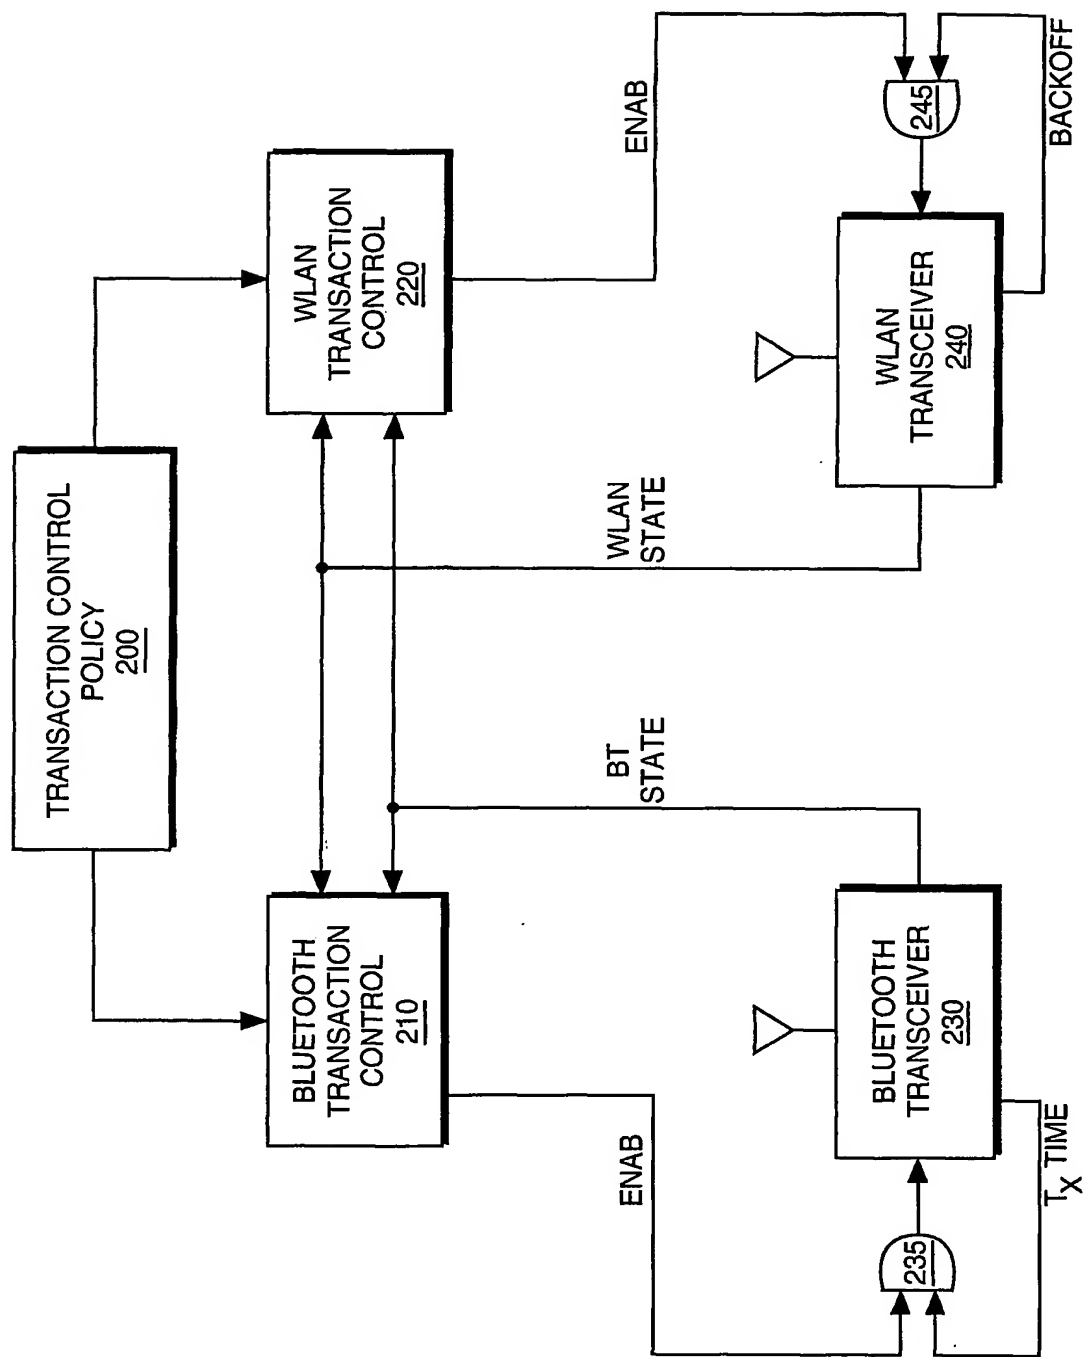 TRANSACTION CONTROL
POLICY
200
BLUETOOTH
TRANSACTION
CONTROL
210
WLAN
TRANSACTION
CONTROL
220
ENAB
BT
STATE
WLAN
STATE
ENAB
235
BLUETOOTH
TRANSCEIVER
230
WLAN
TRANSCEIVER
240
245
TX TIME
BACKOFF